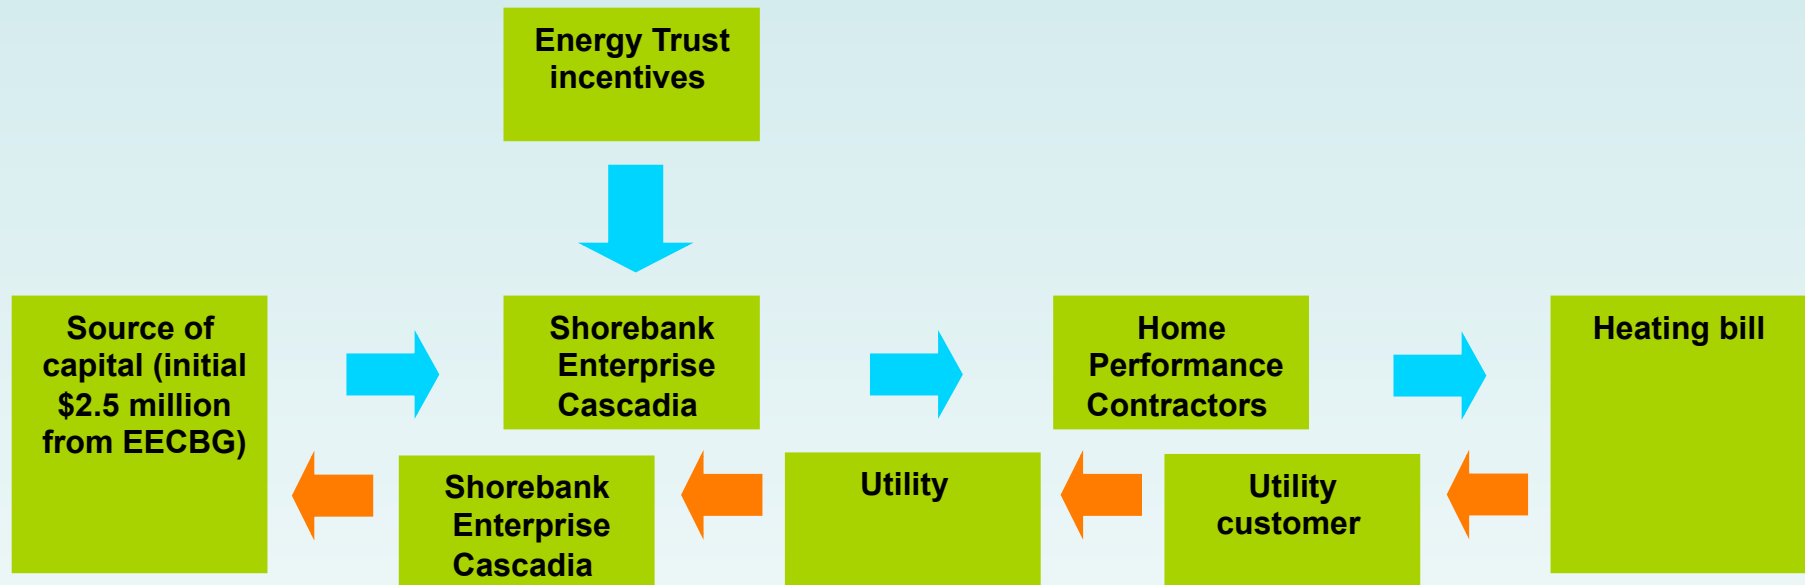 Energy Trust
incentives
Source of
capital (initial
$2.5 million
from EECBG)
Shorebank
Enterprise
Cascadia
Home
Performance
Contractors
Heating bill
Shorebank
Enterprise
Cascadia
Utility
Utility
customer